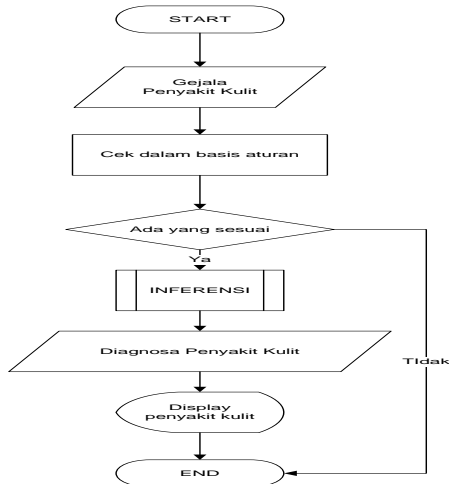 START
Gejala
Penyakit Kulit
Cek dalam basis aturan
Ada yang sesuai
Ya
INFERENSI
Diagnosa Penyakit Kulit
TIdak
Display
penyakit kulit
END